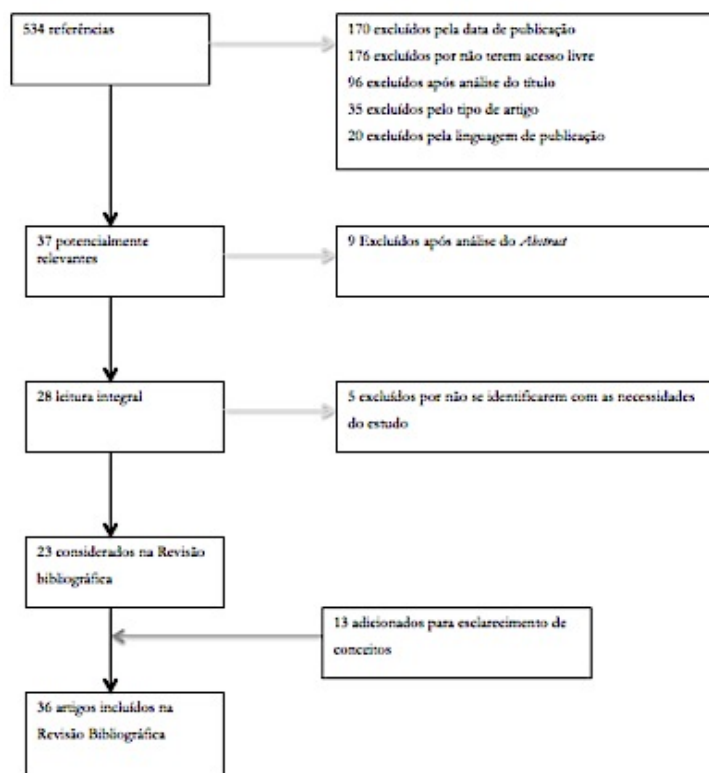 534 referências
170 excluídos pela data de publicação
176 excluídos por não terem acesso livre
96 excluídos após análise do título
35 excluídos pelo tipo de artigo
20 excluídos pela linguagem de publicação
37 potencialmente
relevantes
9 Excluídos após análise do Abstract
28 leitura integral
5 excluídos por não se identificarem com as necessidades
do estudo
23 considerados na Revisão
bibliográfica
13 adicionados para esclarecimento de
conceitos
36 artigos incluídos na
Revisão Bibliográfica